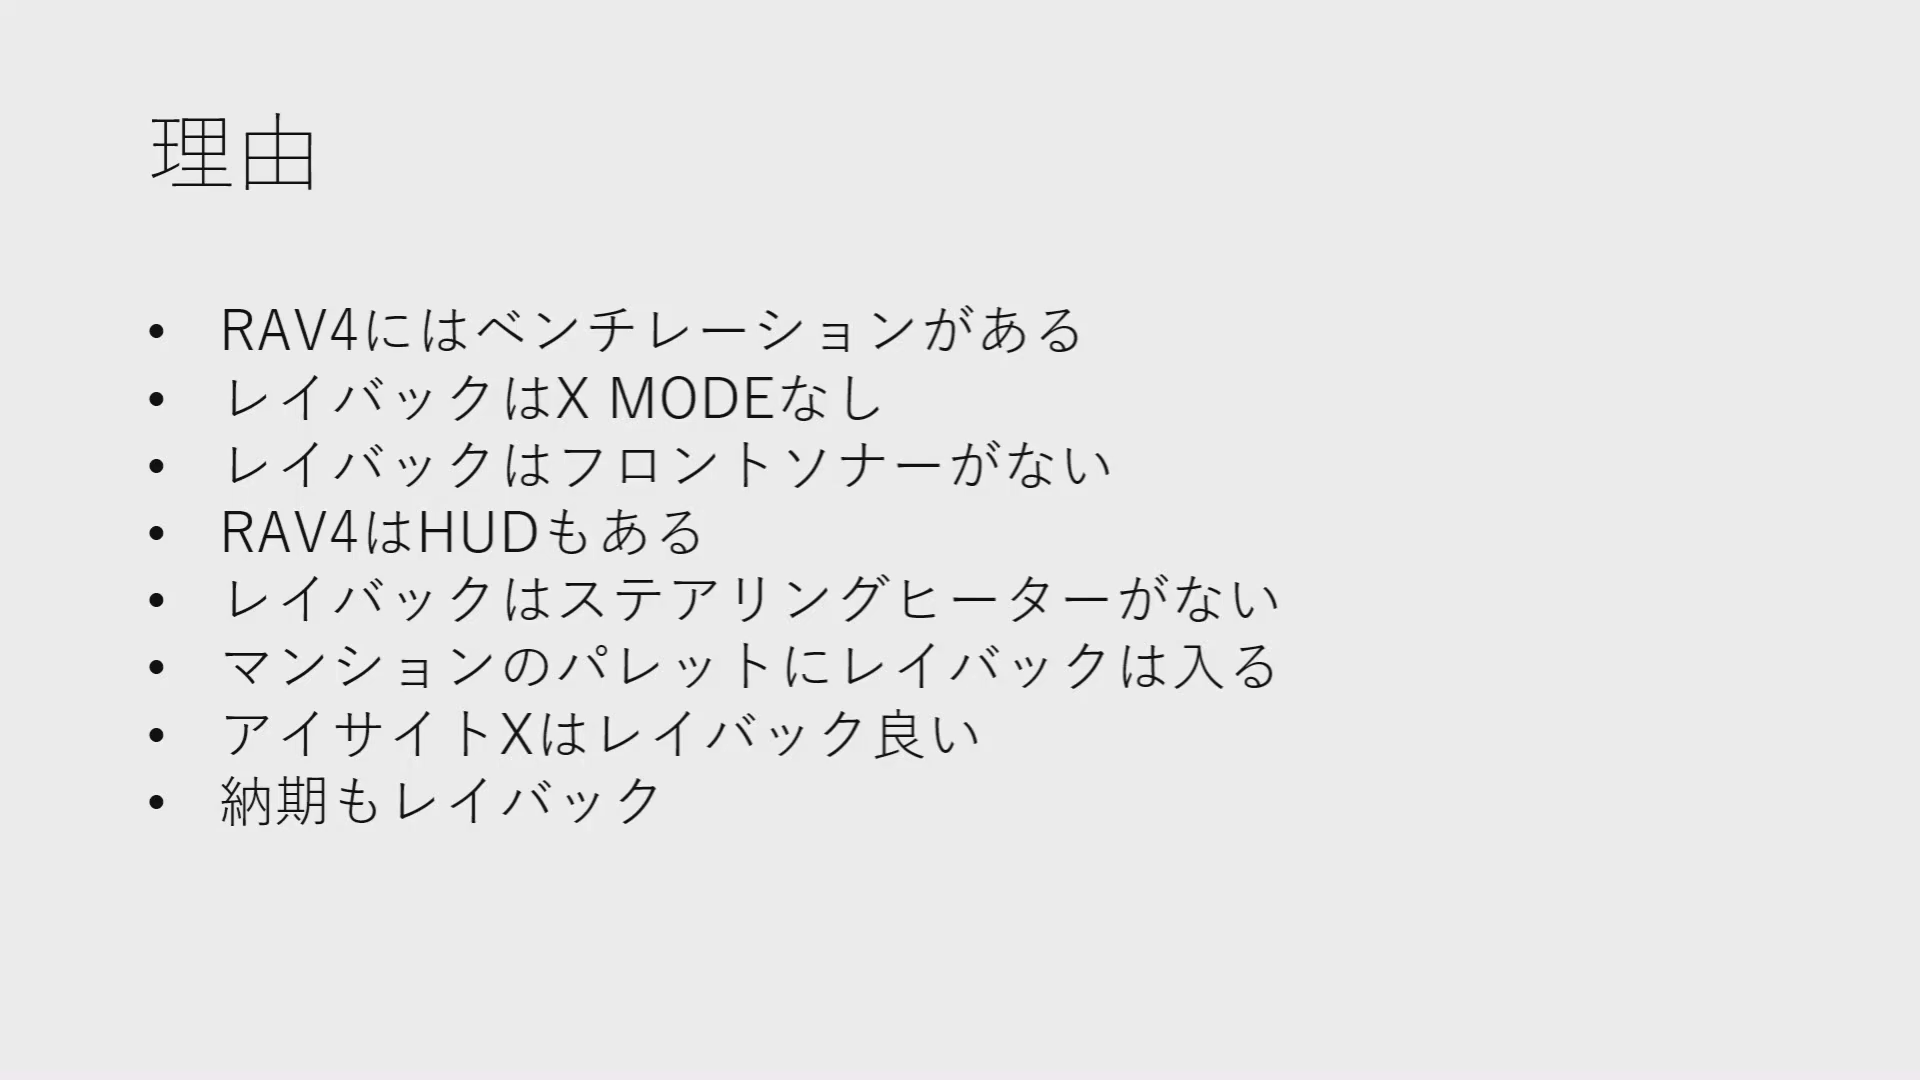 理由
• RAV4にはベンチレーションがある
• レイバックはX MODEなし
• レイバックはフロントソナーがない
• RAV4はHUDもある
• レイバックはステアリングヒーターがない
• マンションのパレットにレイバックは入る
• アイサイトXはレイバック良い
• 納期もレイバック